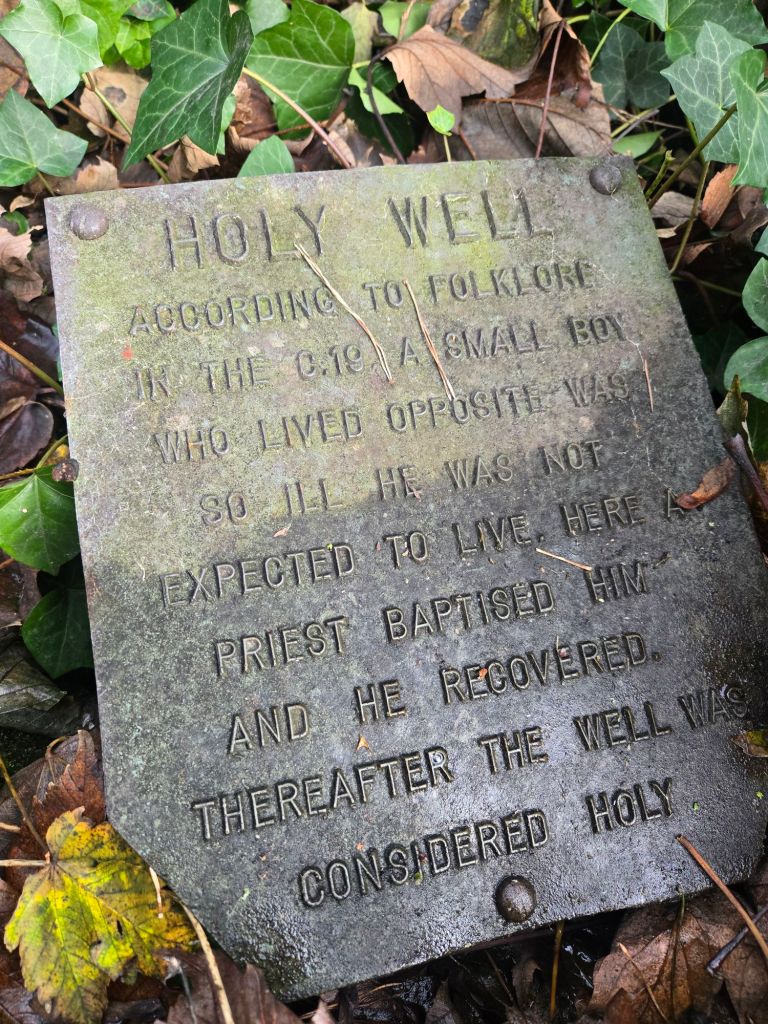 HOLY WELL
ACCORDING TO FOLKLORE
IN THE C.19. A SMALL BOY
WHO LIVED OPPOSITE WAS
SO ILL HE WAS NOT
EXPECTED TO LIVE. HERE A
PRIEST BAPTISED HIM
AND HE RECOVERED.
THEREAFTER THE WELL WAS
CONSIDERED HOLY